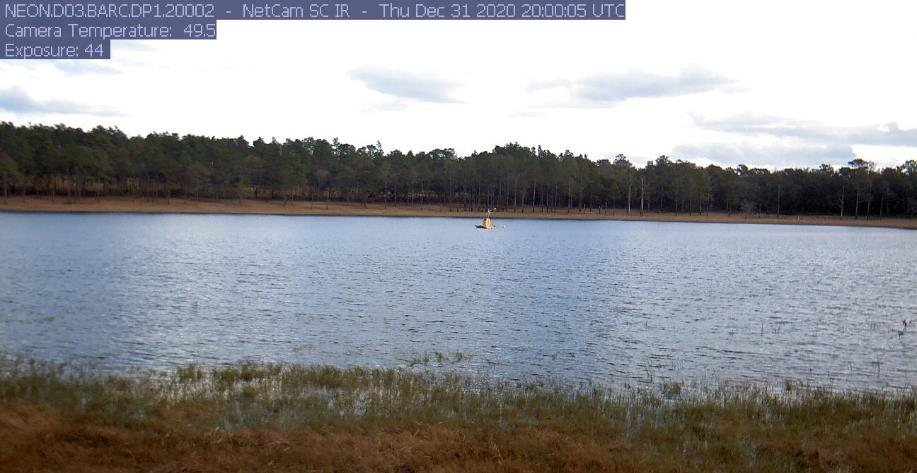 NEON.D03.BARC.DP1.20002 - NetCam SC IR - Thu Dec 31 2020 20:00:05 UTC
Camera Temperature: 49.5
Exposure: 44